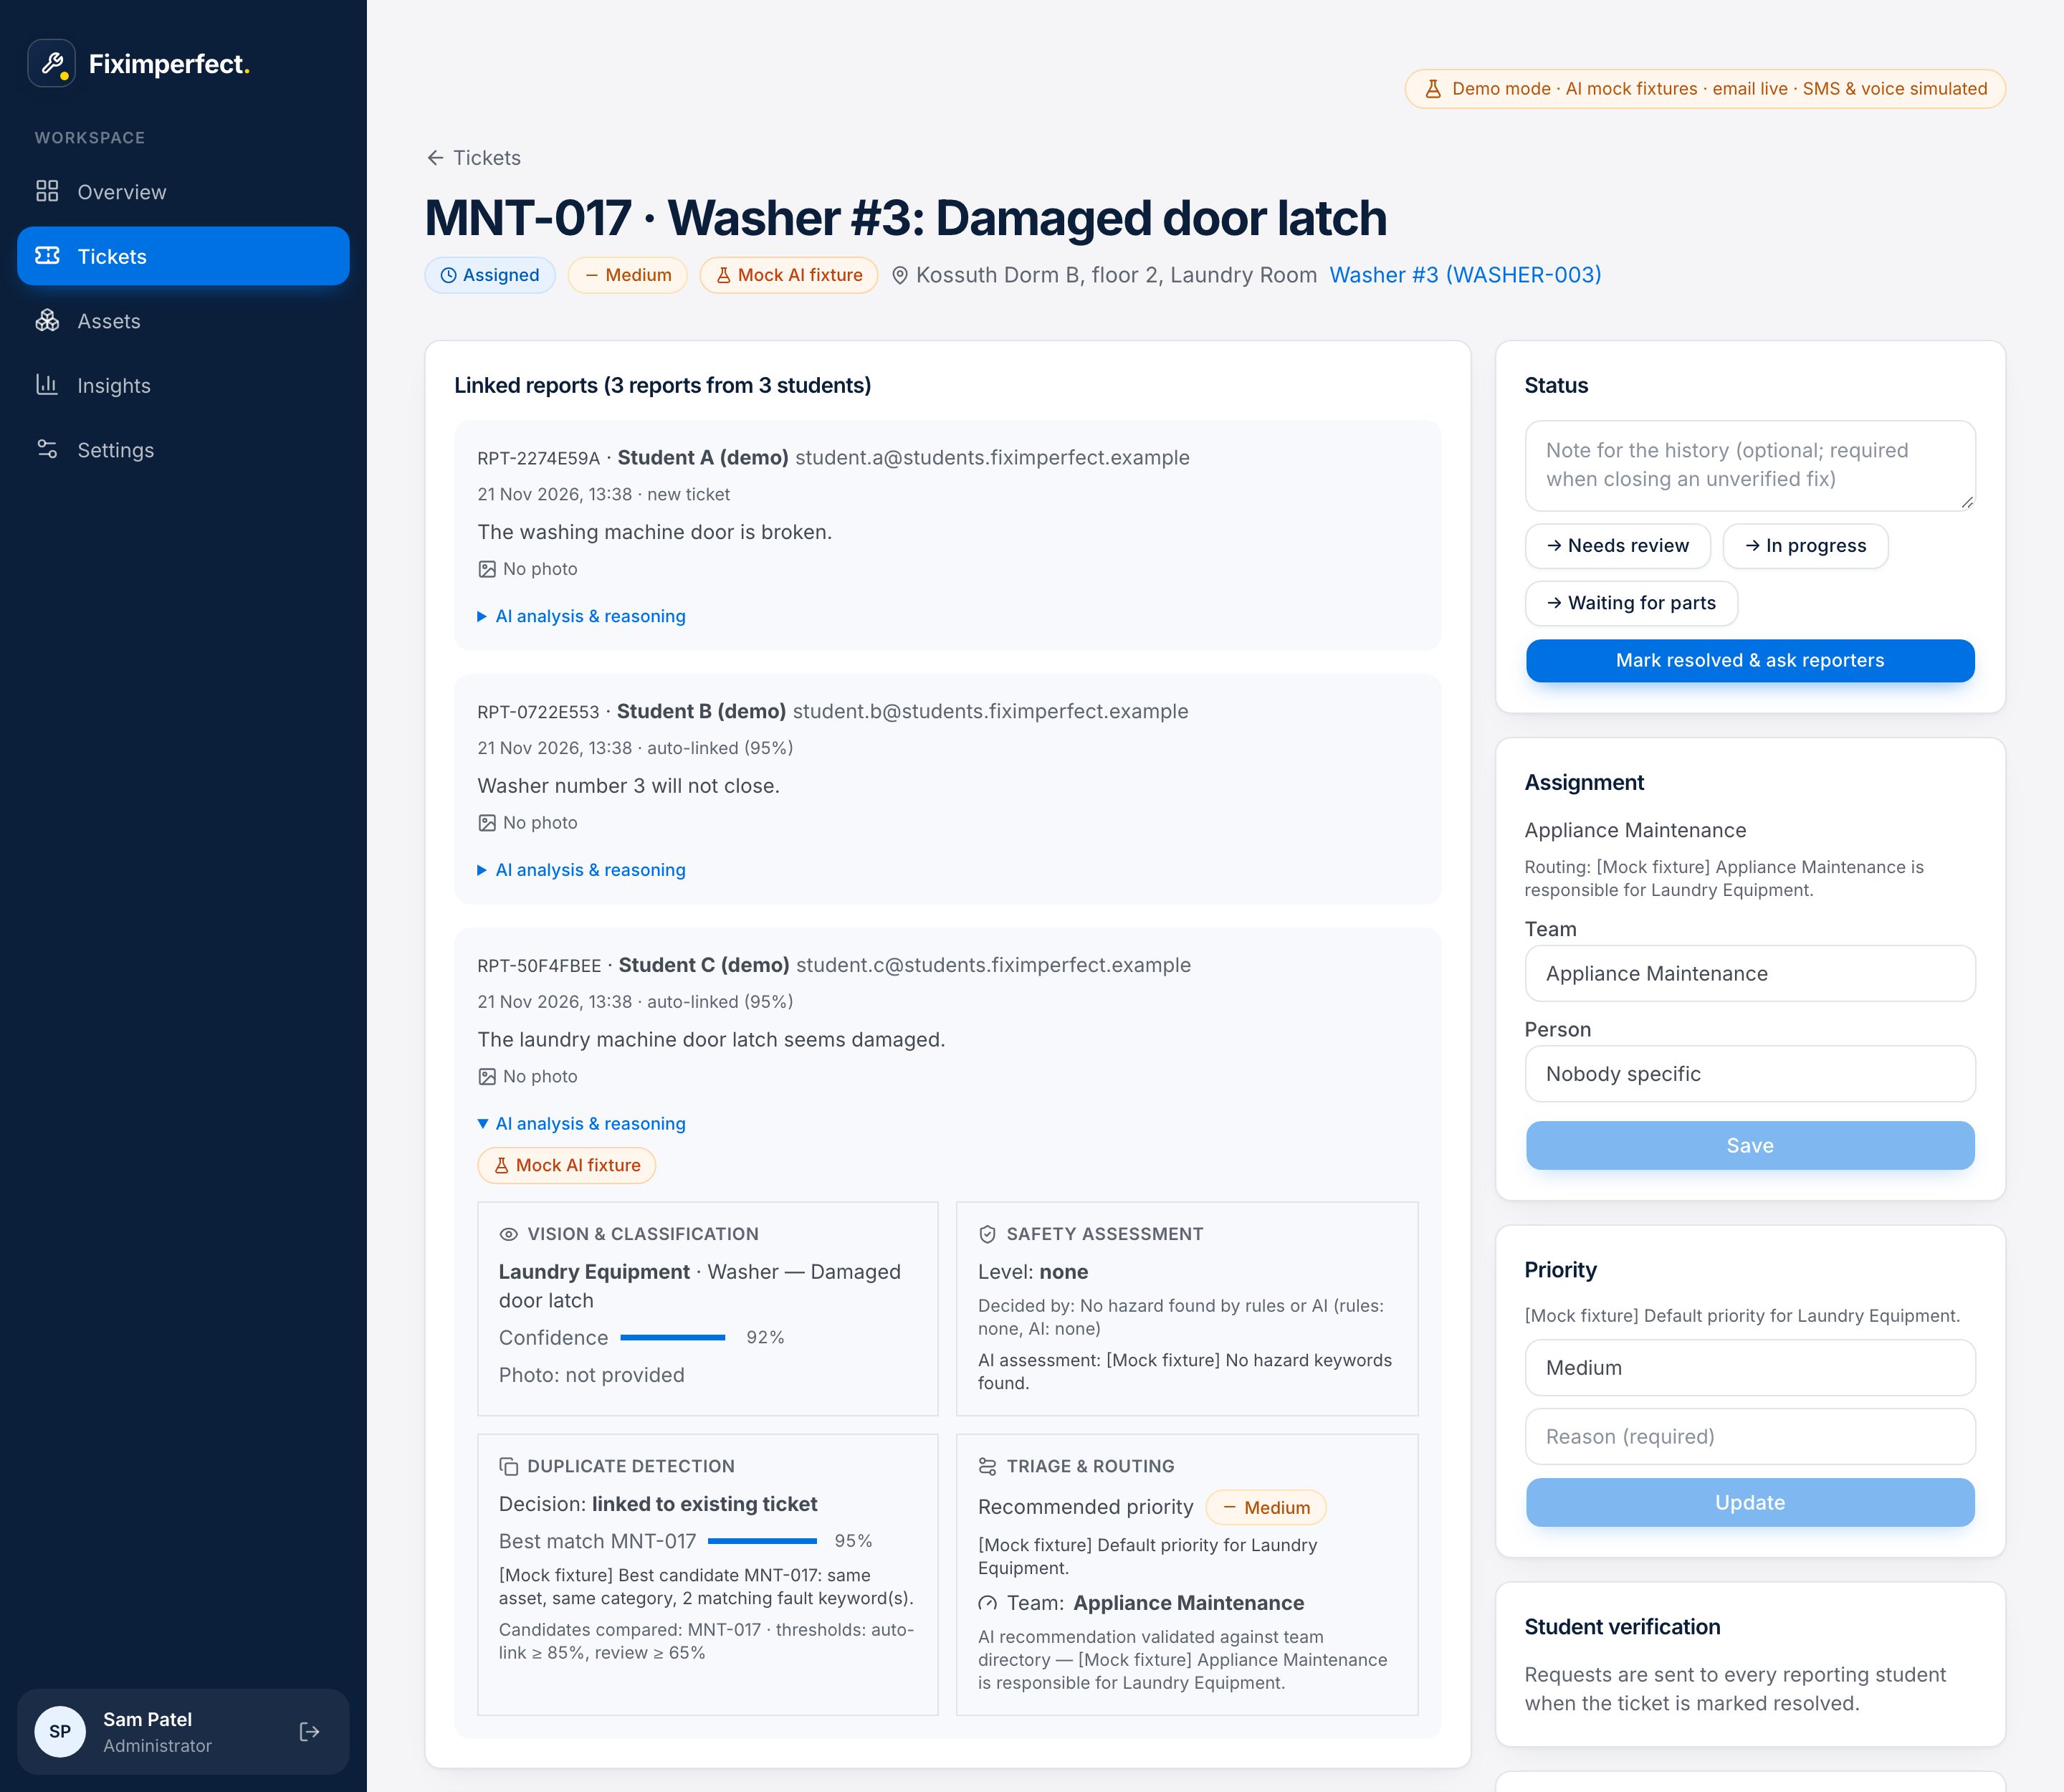 Fiximperfect.
WORKSPACE
Overview
Tickets
Assets
Insights
Settings
SP
Sam Patel
Administrator
Demo mode · AI mock fixtures · email live · SMS & voice simulated
← Tickets
MNT-017 · Washer #3: Damaged door latch
Assigned
Medium
Mock AI fixture
Kossuth Dorm B, floor 2, Laundry Room
Washer #3 (WASHER-003)
Linked reports (3 reports from 3 students)
RPT-2274E59A · Student A (demo) student.a@students.fiximperfect.example
21 Nov 2026, 13:38 · new ticket
The washing machine door is broken.
No photo
AI analysis & reasoning
RPT-0722E553 · Student B (demo) student.b@students.fiximperfect.example
21 Nov 2026, 13:38 · auto-linked (95%)
Washer number 3 will not close.
No photo
AI analysis & reasoning
RPT-50F4FBEE · Student C (demo) student.c@students.fiximperfect.example
21 Nov 2026, 13:38 · auto-linked (95%)
The laundry machine door latch seems damaged.
No photo
AI analysis & reasoning
Mock AI fixture
VISION & CLASSIFICATION
Laundry Equipment · Washer — Damaged
door latch
Confidence 92%
Photo: not provided
SAFETY ASSESSMENT
Level: none
Decided by: No hazard found by rules or AI (rules:
none, AI: none)
AI assessment: [Mock fixture] No hazard keywords
found.
DUPLICATE DETECTION
Decision: linked to existing ticket
Best match MNT-017 95%
[Mock fixture] Best candidate MNT-017: same
asset, same category, 2 matching fault keyword(s).
Candidates compared: MNT-017 · thresholds: auto-
link ≥ 85%, review ≥ 65%
TRIAGE & ROUTING
Recommended priority Medium
[Mock fixture] Default priority for Laundry
Equipment.
Team: Appliance Maintenance
AI recommendation validated against team
directory — [Mock fixture] Appliance Maintenance
is responsible for Laundry Equipment.
Status
Note for the history (optional; required
when closing an unverified fix)
→ Needs review
→ In progress
→ Waiting for parts
Mark resolved & ask reporters
Assignment
Appliance Maintenance
Routing: [Mock fixture] Appliance Maintenance is
responsible for Laundry Equipment.
Team
Appliance Maintenance
Person
Nobody specific
Save
Priority
[Mock fixture] Default priority for Laundry Equipment.
Medium
Reason (required)
Update
Student verification
Requests are sent to every reporting student
when the ticket is marked resolved.